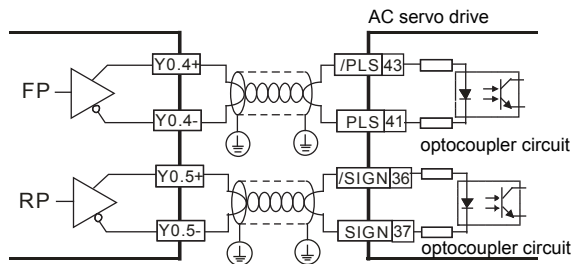 AC servo drive
Y0.4+ /PLS 43
FP
Y0.4- PLS 41
optocoupler circuit
Y0.5+ /SIGN 36
RP
Y0.5- SIGN 37
optocoupler circuit